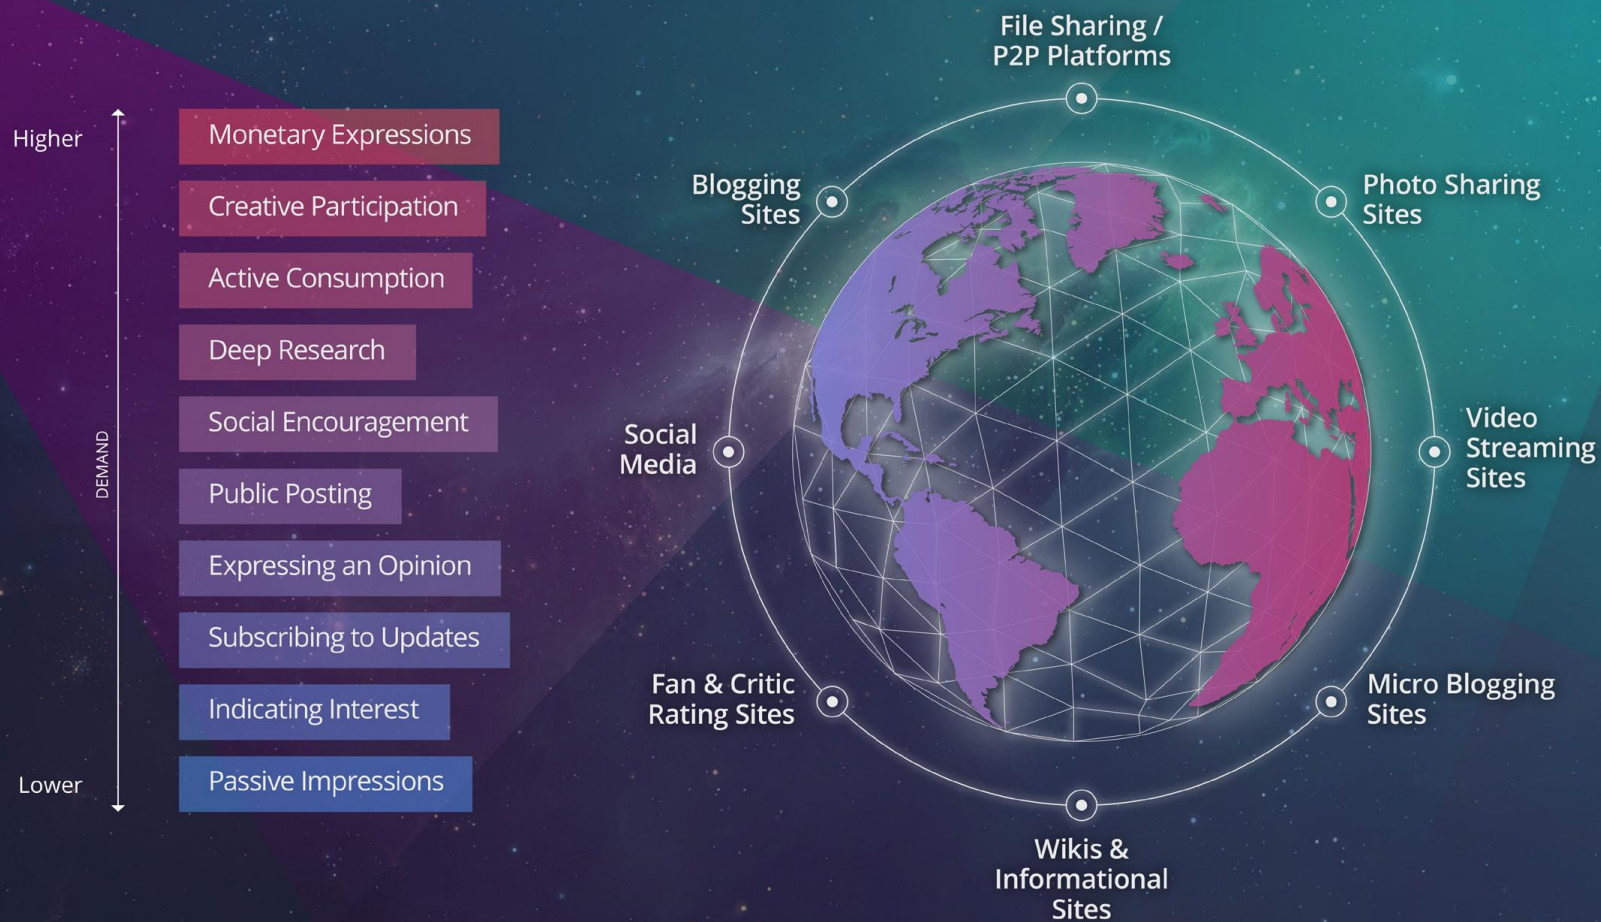 Higher
DEMAND
Lower
Monetary Expressions
Creative Participation
Active Consumption
Deep Research
Social Encouragement
Public Posting
Expressing an Opinion
Subscribing to Updates
Indicating Interest
Passive Impressions
File Sharing /
P2P Platforms
Photo Sharing
Sites
Video
Streaming
Sites
Micro Blogging
Sites
Wikis &
Informational
Sites
Fan & Critic
Rating Sites
Social
Media
Blogging
Sites